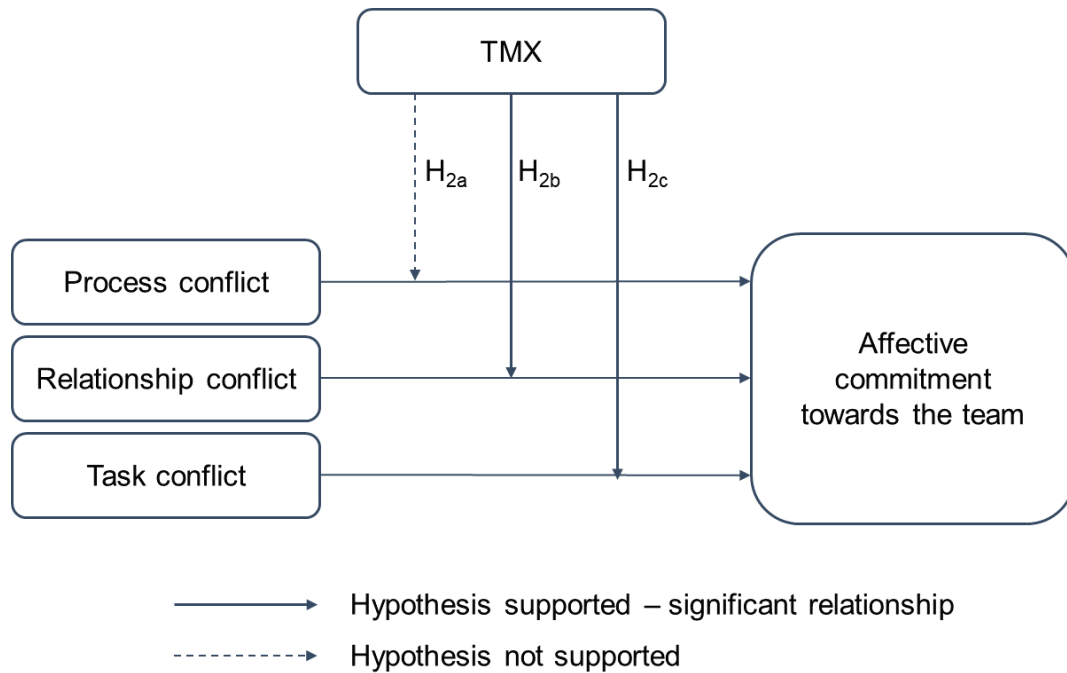 TMX
H2a
H2b
H2c
Process conflict
Relationship conflict
Task conflict
Affective
commitment
towards the team
Hypothesis supported – significant relationship
Hypothesis not supported